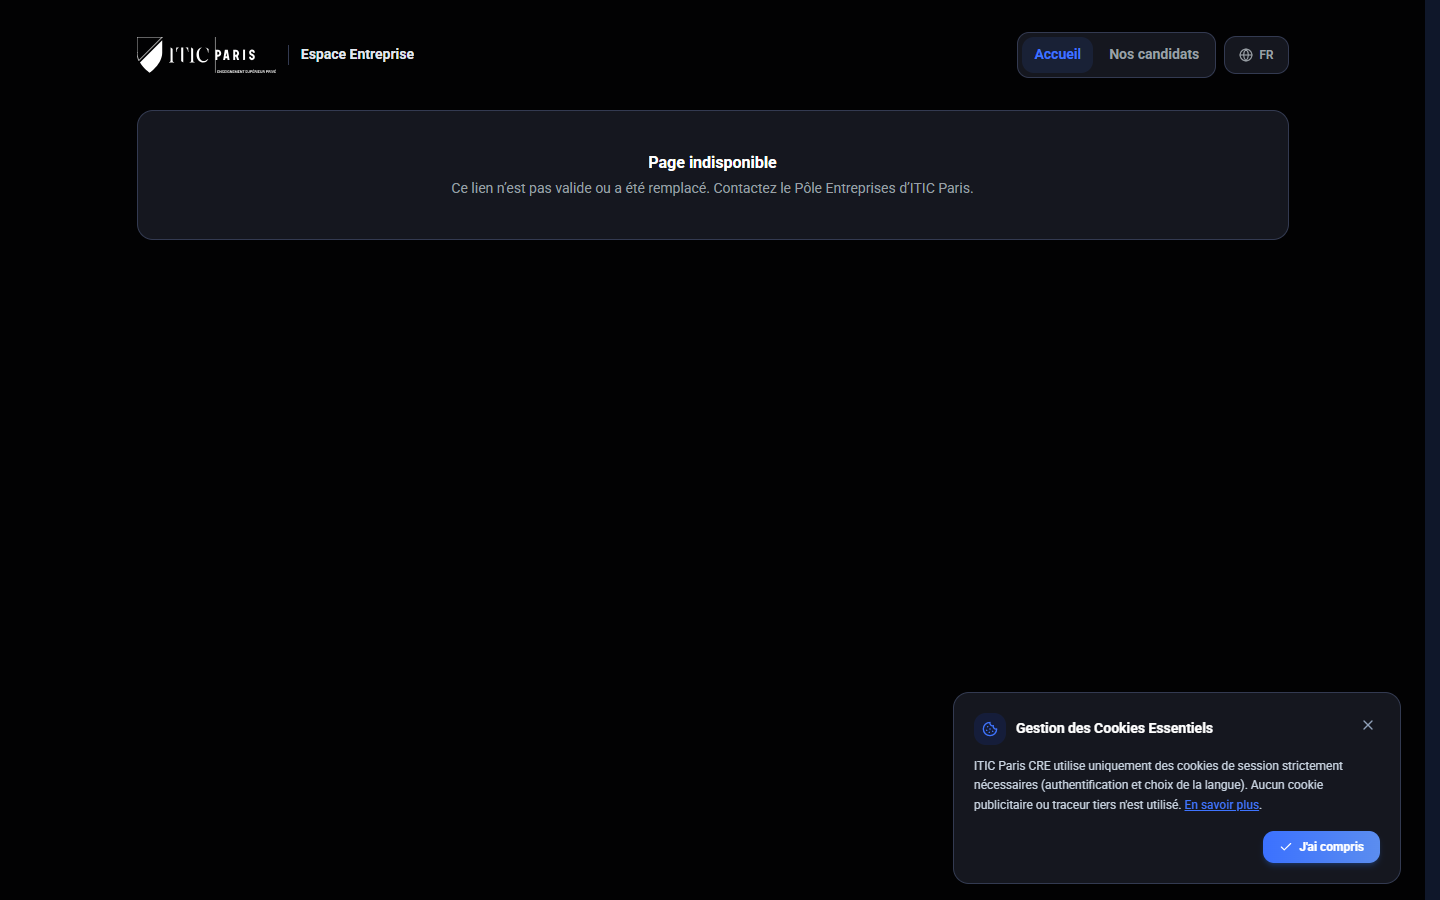 ITIC PARIS
ENSEIGNEMENT SUPÉRIEUR PRIVÉ
Espace Entreprise
Accueil
Nos candidats
FR
Page indisponible
Ce lien n’est pas valide ou a été remplacé. Contactez le Pôle Entreprises d’ITIC Paris.
Gestion des Cookies Essentiels
ITIC Paris CRE utilise uniquement des cookies de session strictement
nécessaires (authentification et choix de la langue). Aucun cookie
publicitaire ou traceur tiers n'est utilisé. En savoir plus.
J'ai compris